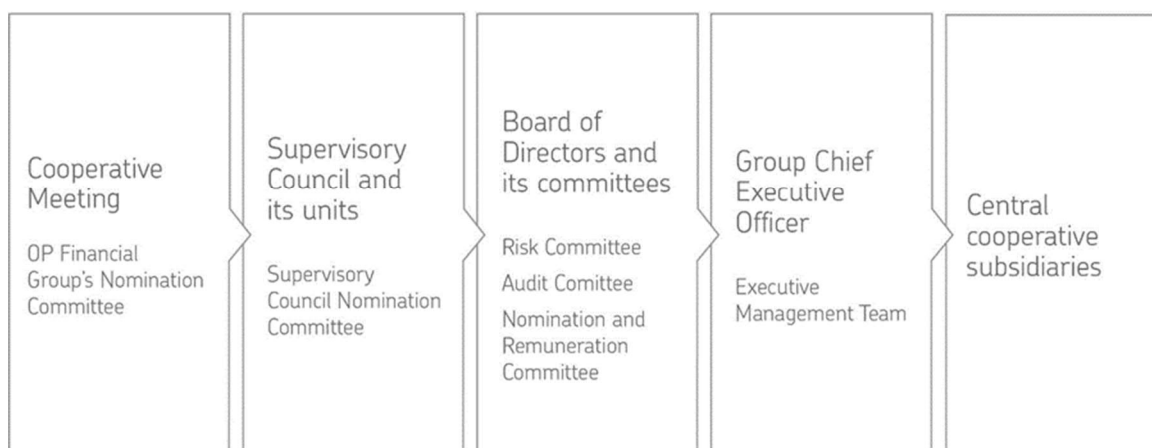 Cooperative
Meeting
OP Financial
Group's Nomination
Committee
Supervisory
Council and
its units
Supervisory
Council Nomination
Committee
Board of
Directors and
its committees
Risk Committee
Audit Comittee
Nomination and
Remuneration
Committee
Group Chief
Executive
Officer
Executive
Management Team
Central
cooperative
subsidiaries